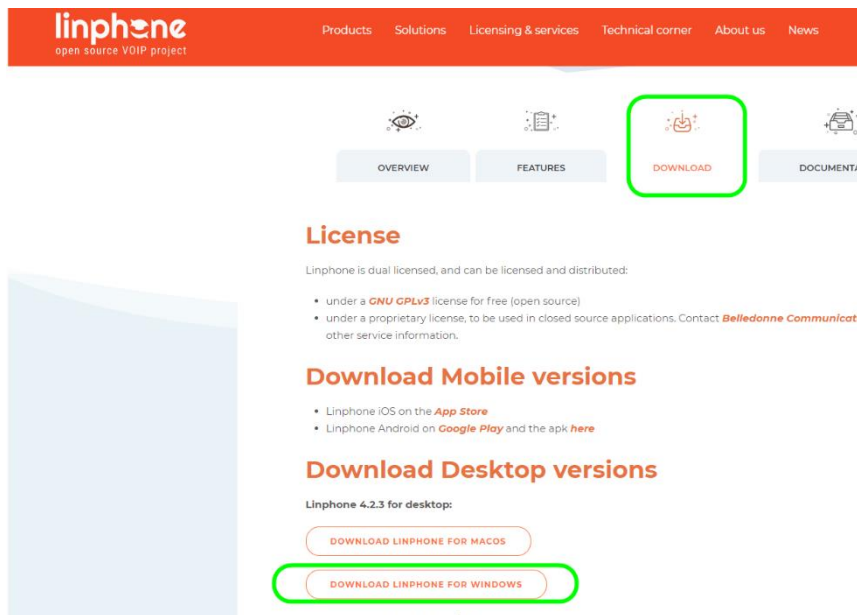 linphone
open source VOIP project
Products Solutions Licensing & services Technical corner About us News
OVERVIEW FEATURES DOWNLOAD
License
Linphone is dual licensed, and can be licensed and distributed:
• under a GNU GPLv3 license for free (open source)
• under a proprietary license, to be used in closed source applications. Contact Belledonne
other service information.
Download Mobile versions
• Linphone iOS on the App Store
• Linphone Android on Google Play and the apk here
Download Desktop versions
Linphone 4.2.3 for desktop:
DOWNLOAD LINPHONE FOR MACOS
DOWNLOAD LINPHONE FOR WINDOWS